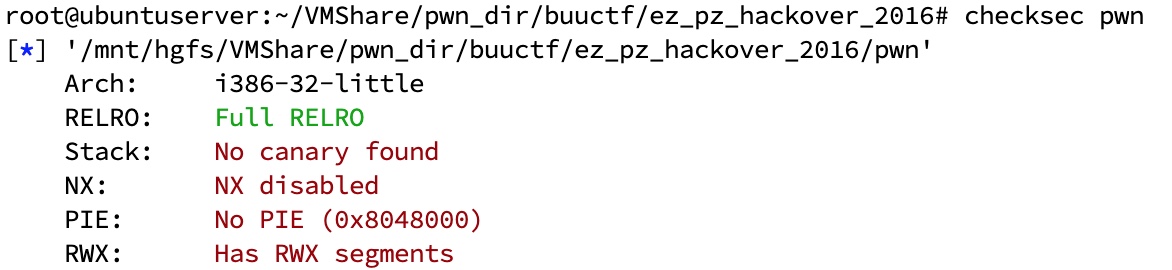 root@ubuntuserver:~/VMShare/pwn_dir/buuctf/ez_pz_hackover_2016# checksec pwn
[*] '/mnt/hgfs/VMShare/pwn_dir/buuctf/ez_pz_hackover_2016/pwn'
    Arch:     i386-32-little
    RELRO:    Full RELRO
    Stack:    No canary found
    NX:       NX disabled
    PIE:      No PIE (0x8048000)
    RWX:      Has RWX segments